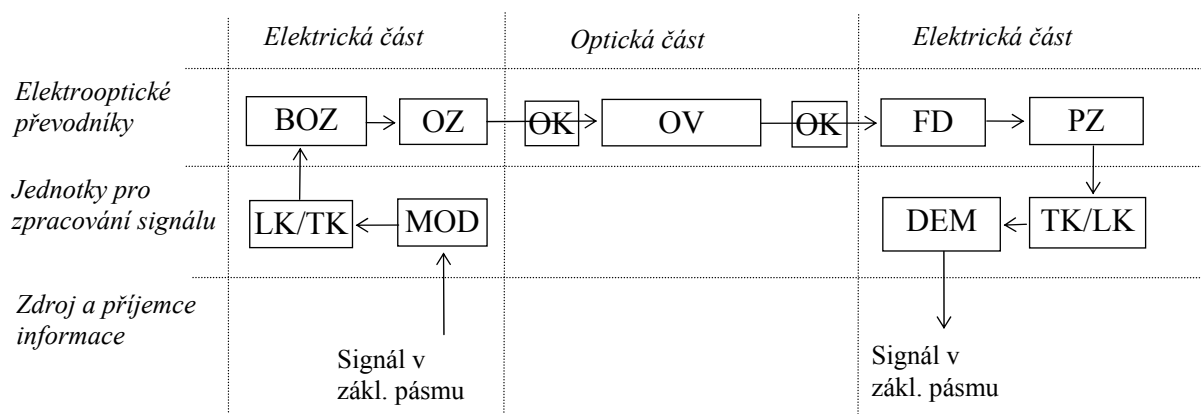 Elektrická část
Optická část
Elektrická část
Elektrooptické
převodníky
BOZ
OZ
OK
OV
OK
FD
PZ
Jednotky pro
zpracování signálu
LK/TK
MOD
DEM
TK/LK
Zdroj a příjemce
informace
Signál v
zákl. pásmu
Signál v
zákl. pásmu